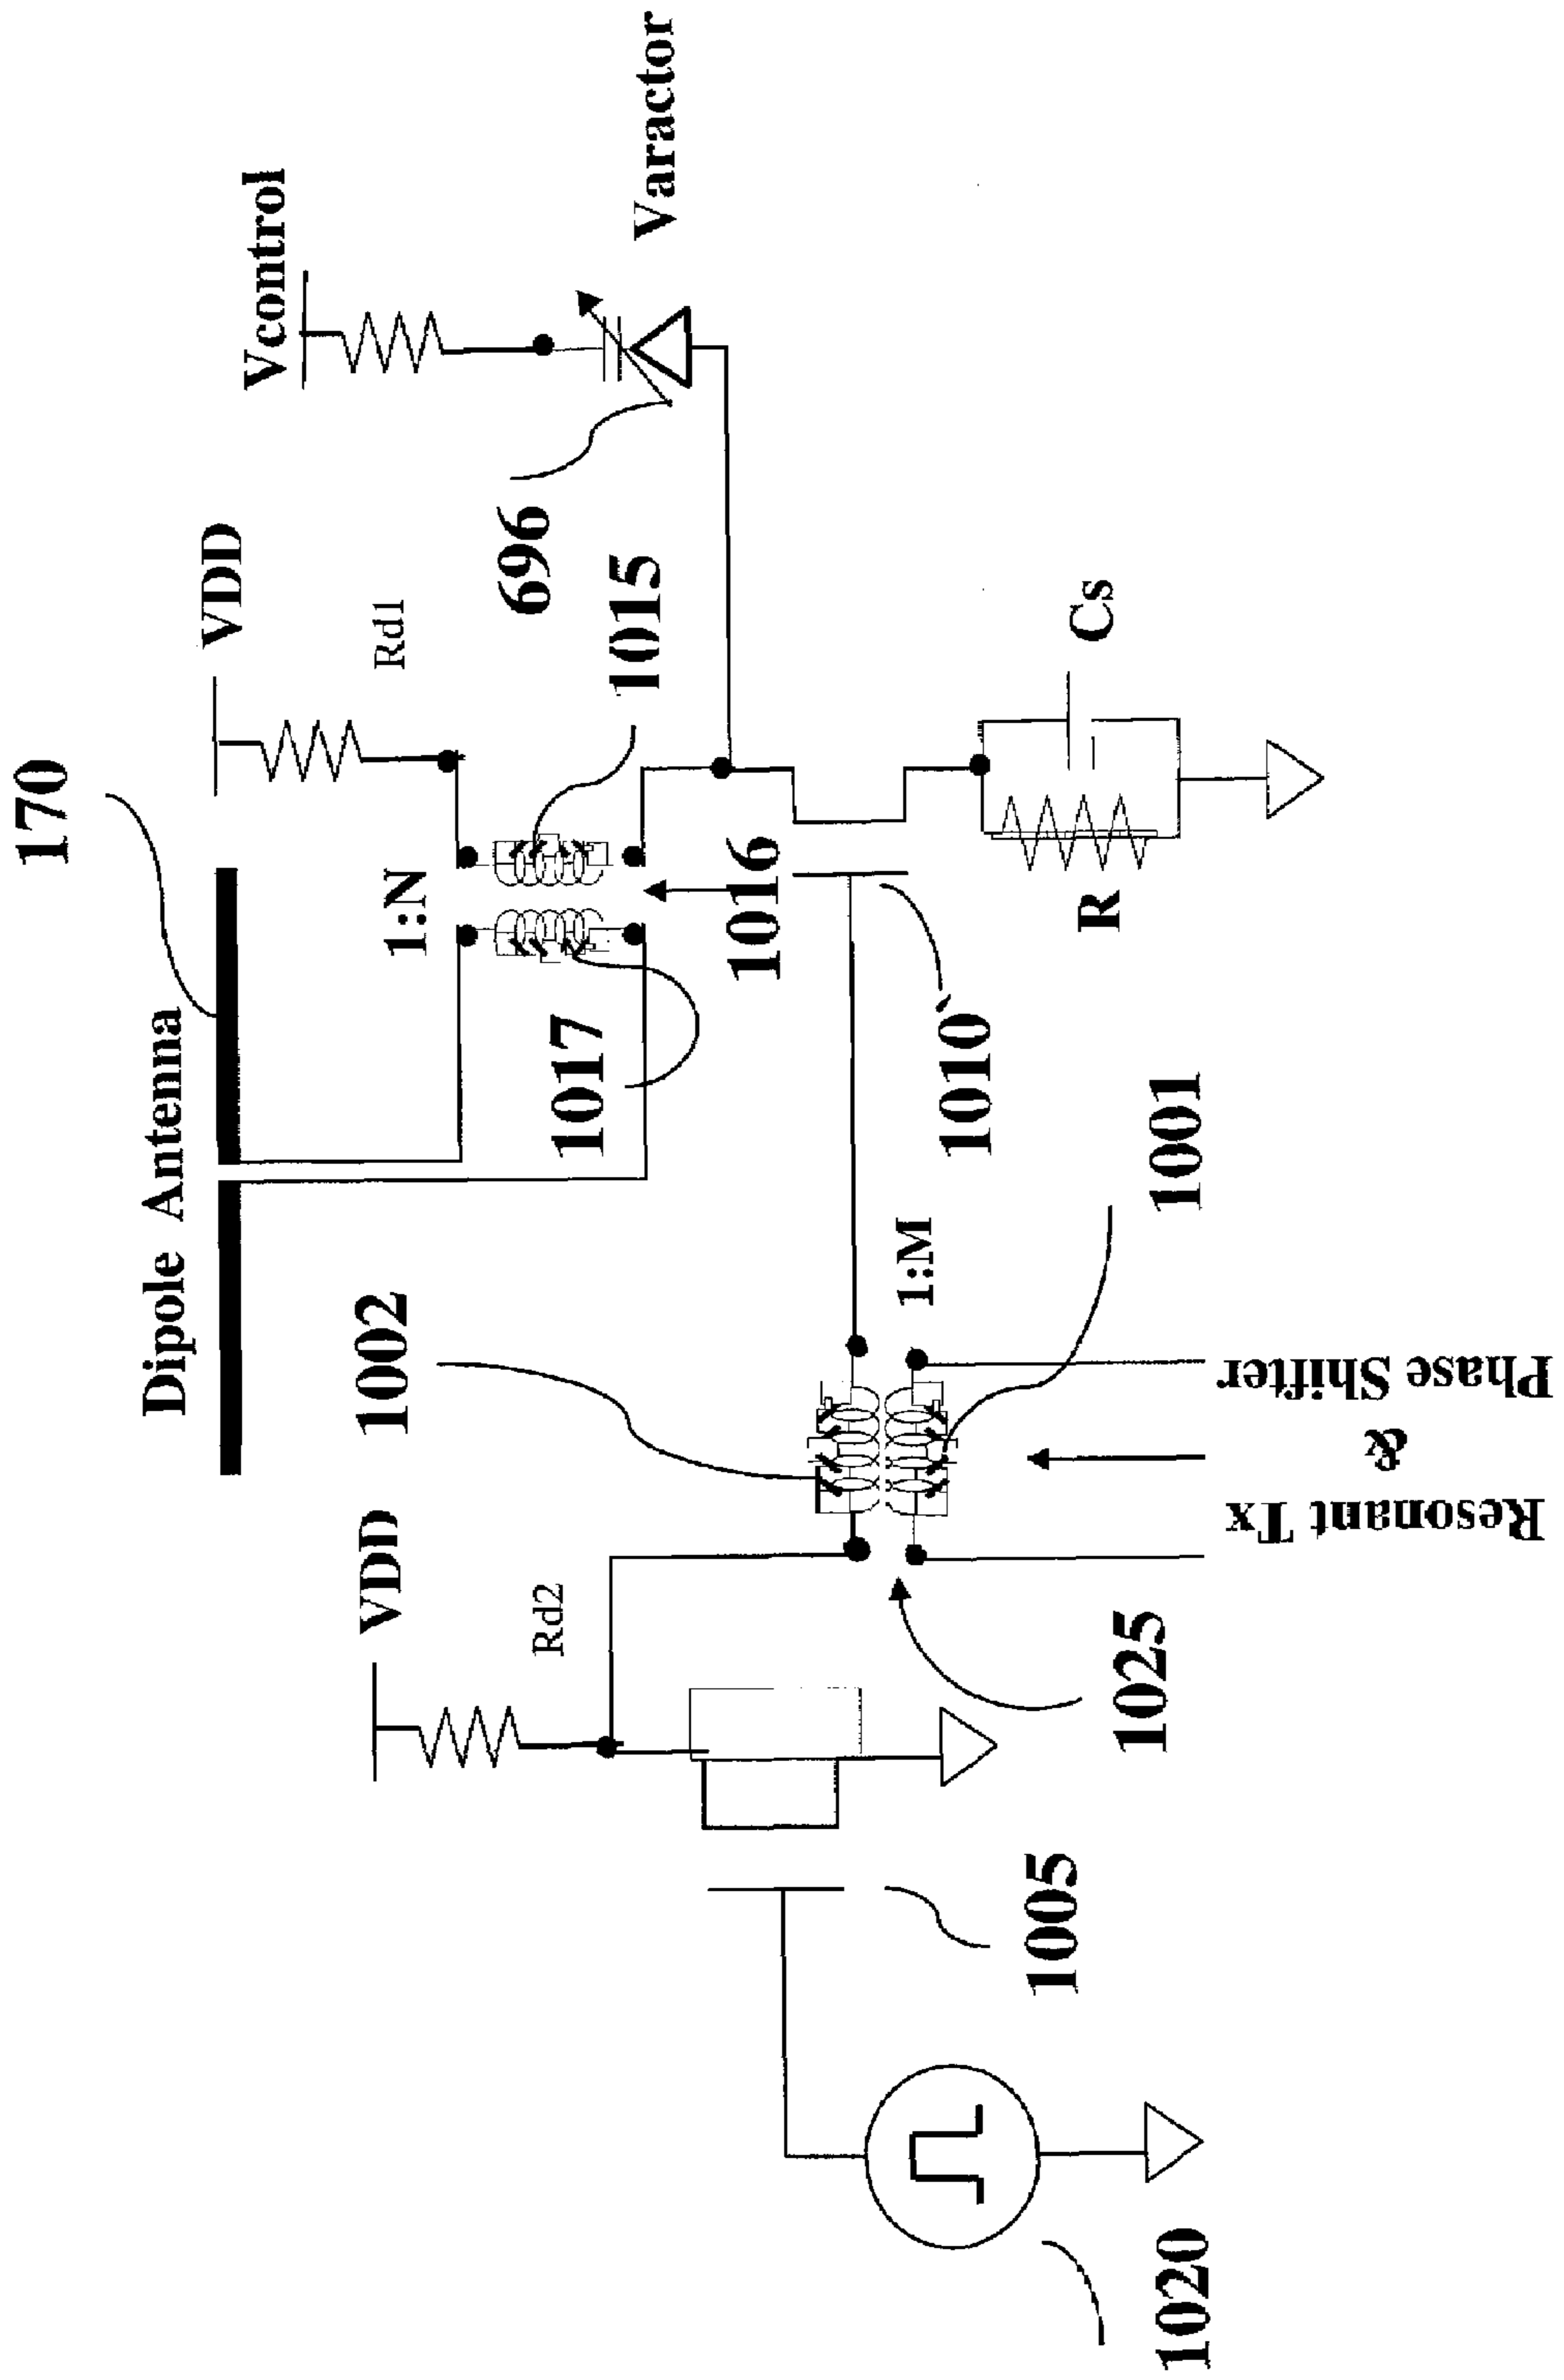 170
Dipole Antenna
VDD
Vcontrol
Rd1
1:N
Varactor
696
1015
1017
1016
VDD
1002
Rd2
1:M
1010
1001
Cs
R
1005
1025
1020
Resonant Tx
&
Phase Shifter